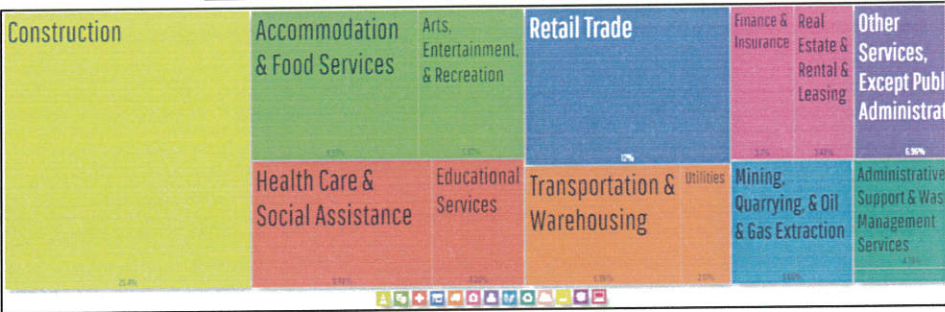 Construction
Accommodation
& Food Services
Arts,
Entertainment,
& Recreation
Retail Trade
12%
Finance &
Insurance
Real
Estate &
Rental &
Leasing
Other
Services,
Except Publ
Administrat
6.96%
Health Care &
Social Assistance
Educational
Services
Transportation &
Warehousing
Utilities
Mining,
Quarrying, & Oil
& Gas Extraction
Administrative
Support & Was
Management
Services